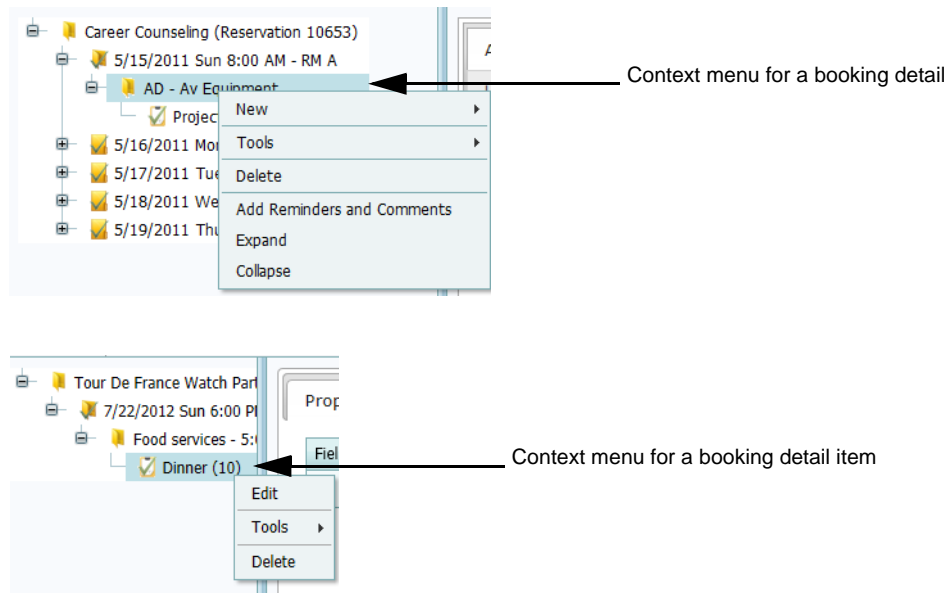 Career Counseling (Reservation 10653)
5/15/2011 Sun 8:00 AM - RM A
Context menu for a booking detail
AD - Av Equipment
New
Projec
Tools
5/16/2011 Mo
Delete
5/17/2011 Tue
5/18/2011 We
Add Reminders and Comments
5/19/2011 Thu
Expand
Collapse
Tour De France Watch Part
Prop
7/22/2012 Sun 6:00 P
Food services - 5:
Fiel
Dinner (10)
Context menu for a booking detail item
Edit
Tools
Delete